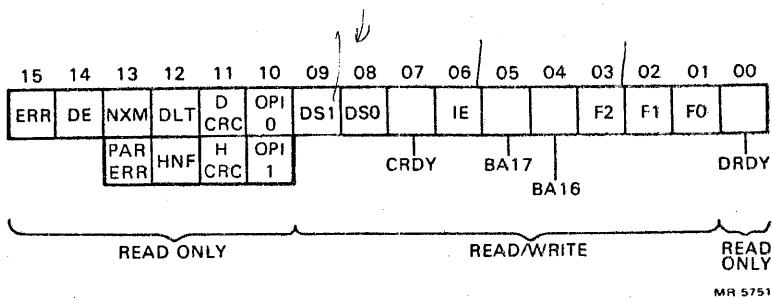 15 14 13 12 11 10 09 08 07 06 05 04 03 02 01 00
ERR DE NXM DLT D CRC OPI 0 DS1 DS0 IE F2 F1 F0
PAR ERR HNF H CRC OPI 1 CRDY BA17 DRDY
BA16
READ ONLY READ/WRITE READ ONLY
MR 5751